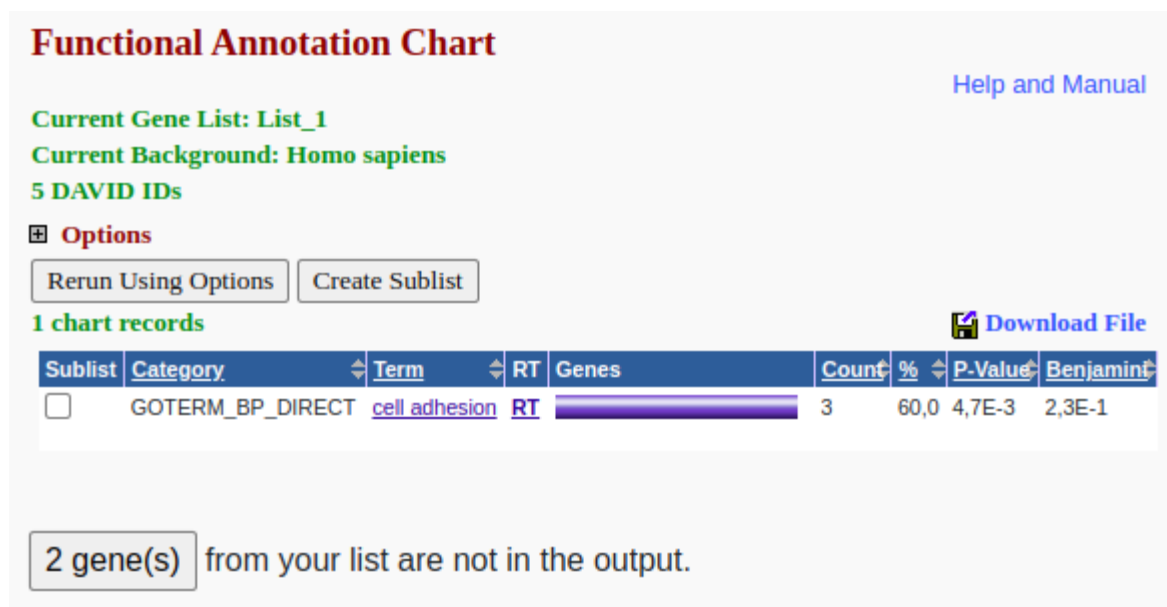 Functional Annotation Chart
Help and Manual
Current Gene List: List_1
Current Background: Homo sapiens
5 DAVID IDs
Options
Rerun Using Options Create Sublist
1 chart records Download File
Sublist Category Term RT Genes Count % P-Value Benjamini
GOTERM_BP_DIRECT cell adhesion RT 3 60,0 4,7E-3 2,3E-1
2 gene(s) from your list are not in the output.